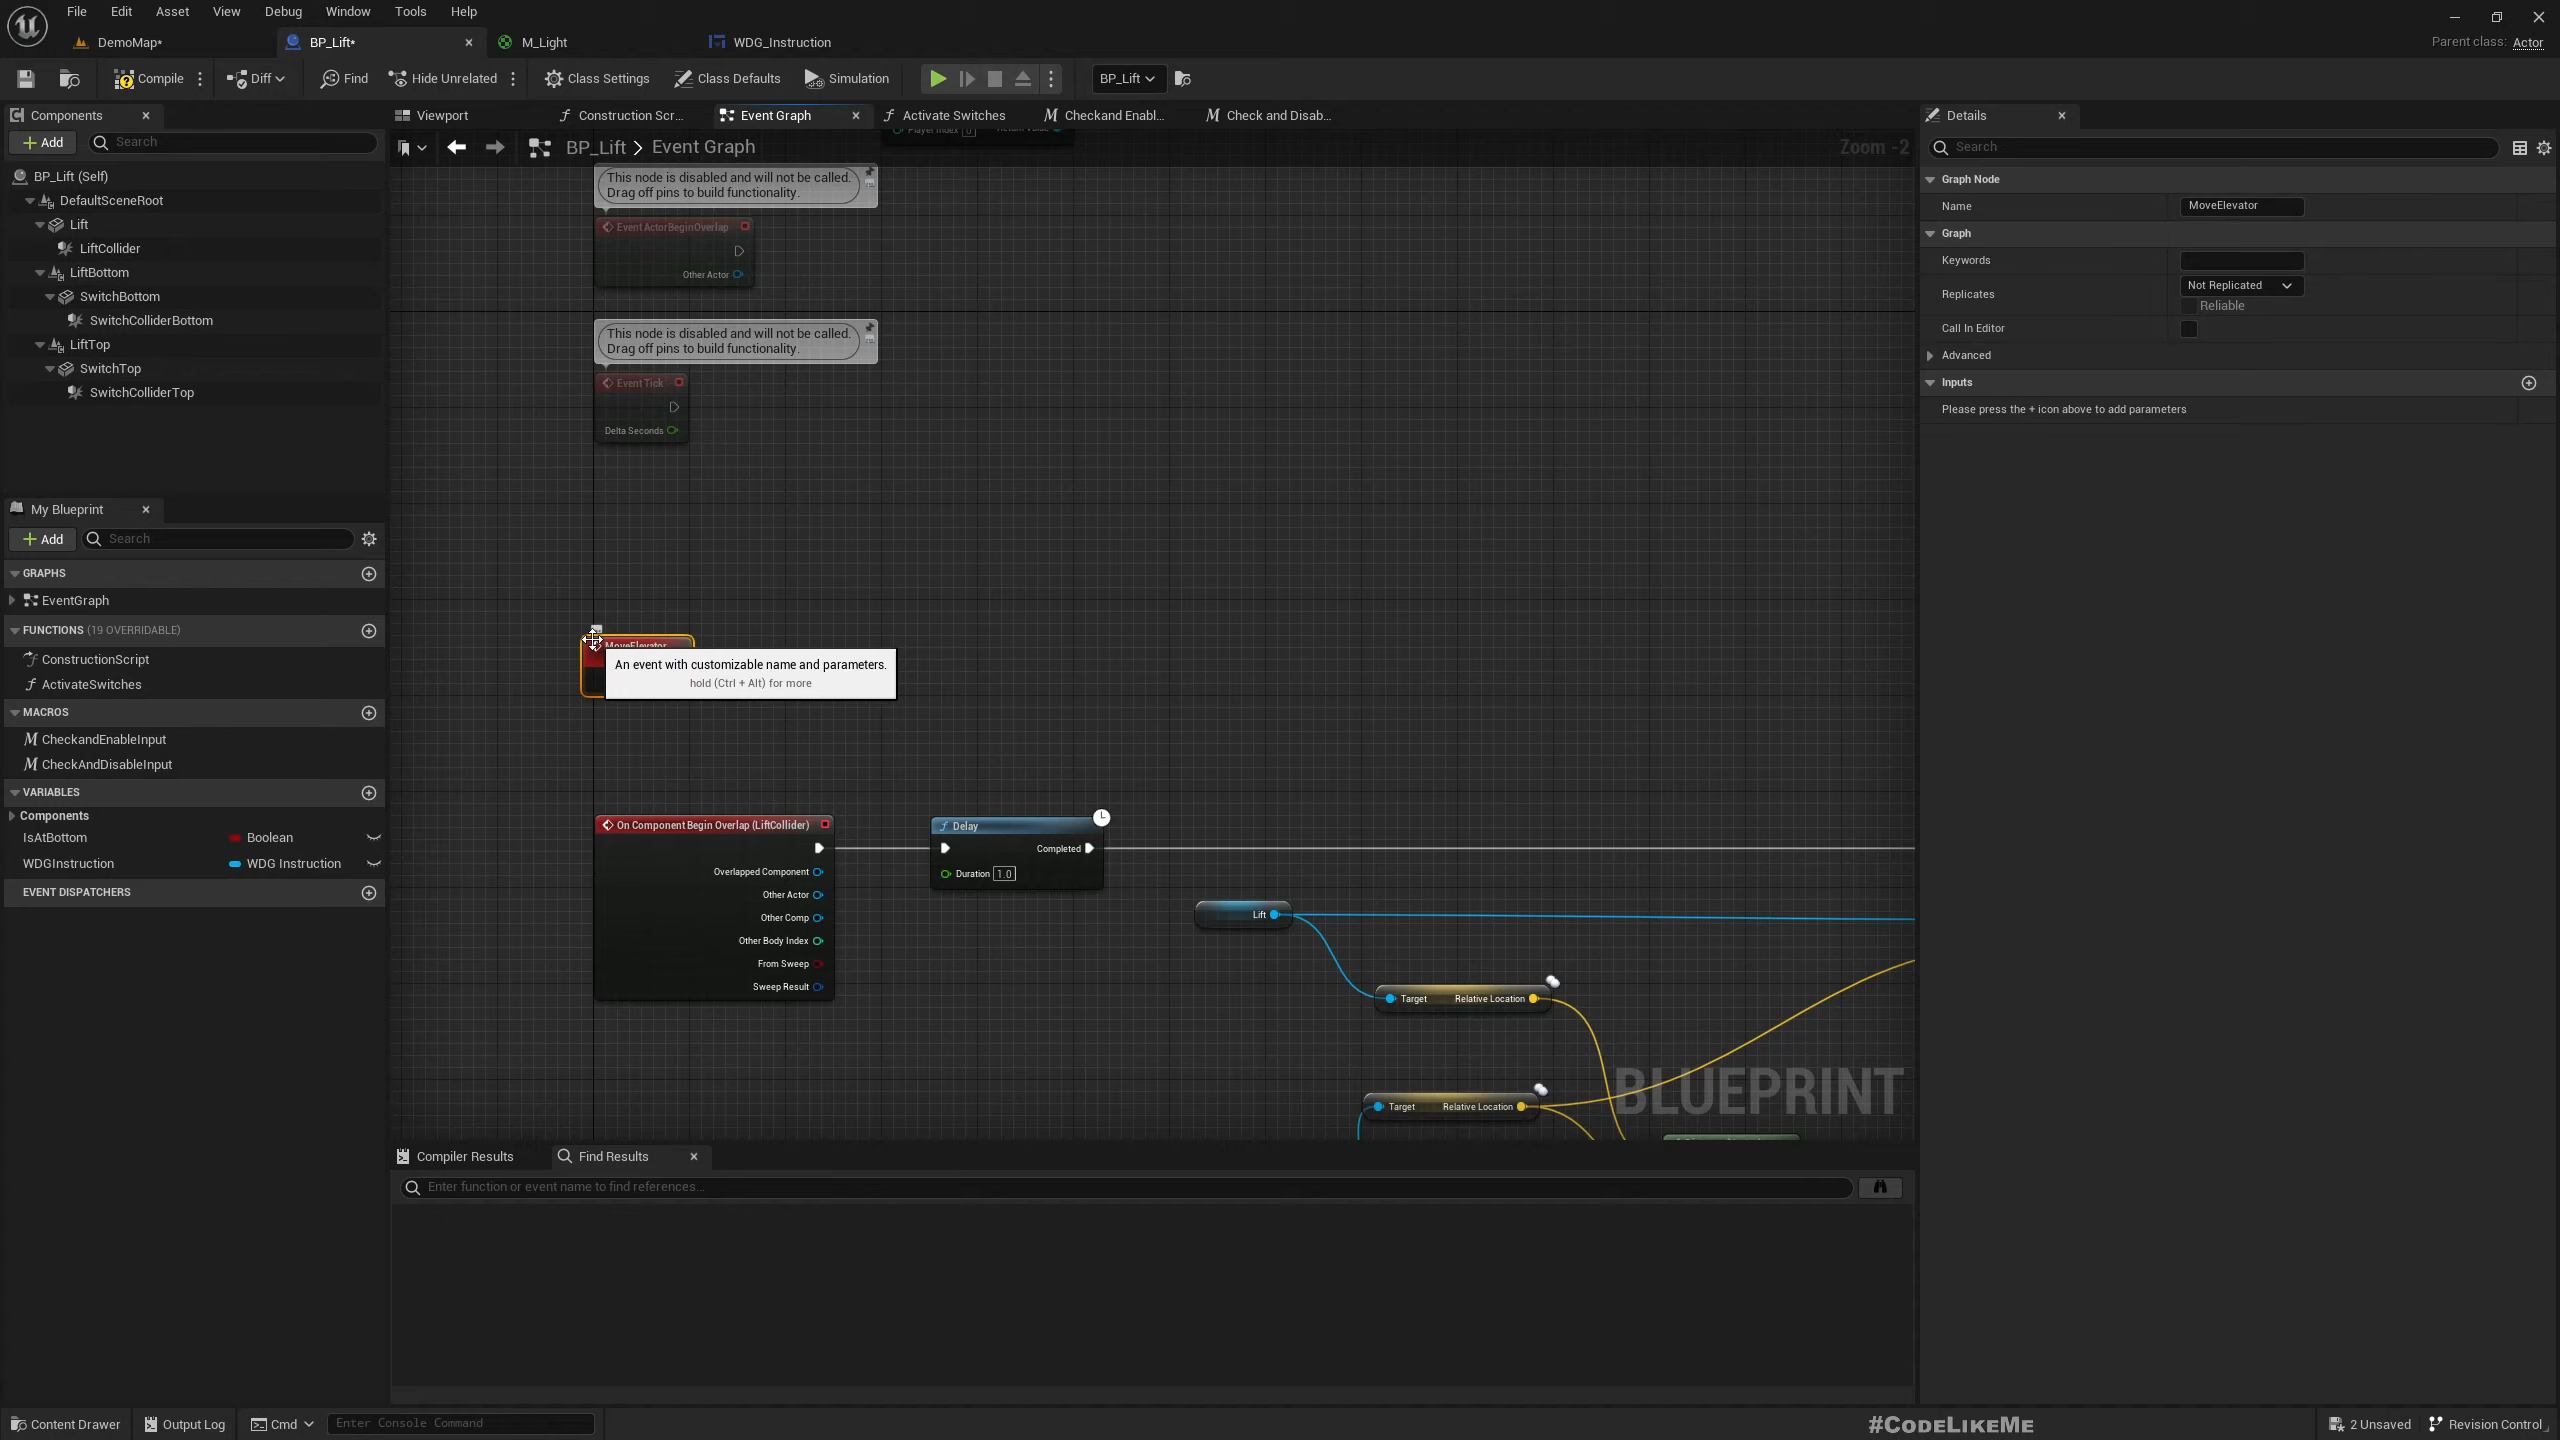 File Edit Asset View Debug Window Tools Help
DemoMap* BP_Lift* M_Light WDG_Instruction
Parent class: Actor
Compile Diff Find Hide Unrelated Class Settings Class Defaults Simulation BP_Lift
Components
Add Search
BP_Lift (Self)
DefaultSceneRoot
Lift
LiftCollider
LiftBottom
SwitchBottom
SwitchColliderBottom
LiftTop
SwitchTop
SwitchColliderTop
My Blueprint
Add Search
GRAPHS
EventGraph
FUNCTIONS (19 OVERRIDABLE)
ConstructionScript
ActivateSwitches
MACROS
CheckandEnableInput
CheckAndDisableInput
VARIABLES
Components
IsAtBottom Boolean
WDGInstruction WDG Instruction
EVENT DISPATCHERS
Viewport Construction Scr... Event Graph Activate Switches Checkand Enabl... Check and Disab...
BP_Lift > Event Graph
Zoom -2
Player Index 0 Return Value
This node is disabled and will not be called.
Drag off pins to build functionality.
Event ActorBeginOverlap
Other Actor
This node is disabled and will not be called.
Drag off pins to build functionality.
Event Tick
Delta Seconds
MoveElevator
An event with customizable name and parameters.
hold (Ctrl + Alt) for more
On Component Begin Overlap (LiftCollider)
Overlapped Component
Other Actor
Other Comp
Other Body Index
From Sweep
Sweep Result
Delay
Completed
Duration 1.0
Lift
Target Relative Location
Target Relative Location
BLUEPRINT
Compiler Results Find Results
Enter function or event name to find references...
Details
Search
Graph Node
Name MoveElevator
Graph
Keywords
Replicates Not Replicated
Reliable
Call In Editor
Advanced
Inputs
Please press the + icon above to add parameters
Content Drawer Output Log Cmd Enter Console Command
#CodeLikeMe
2 Unsaved Revision Control